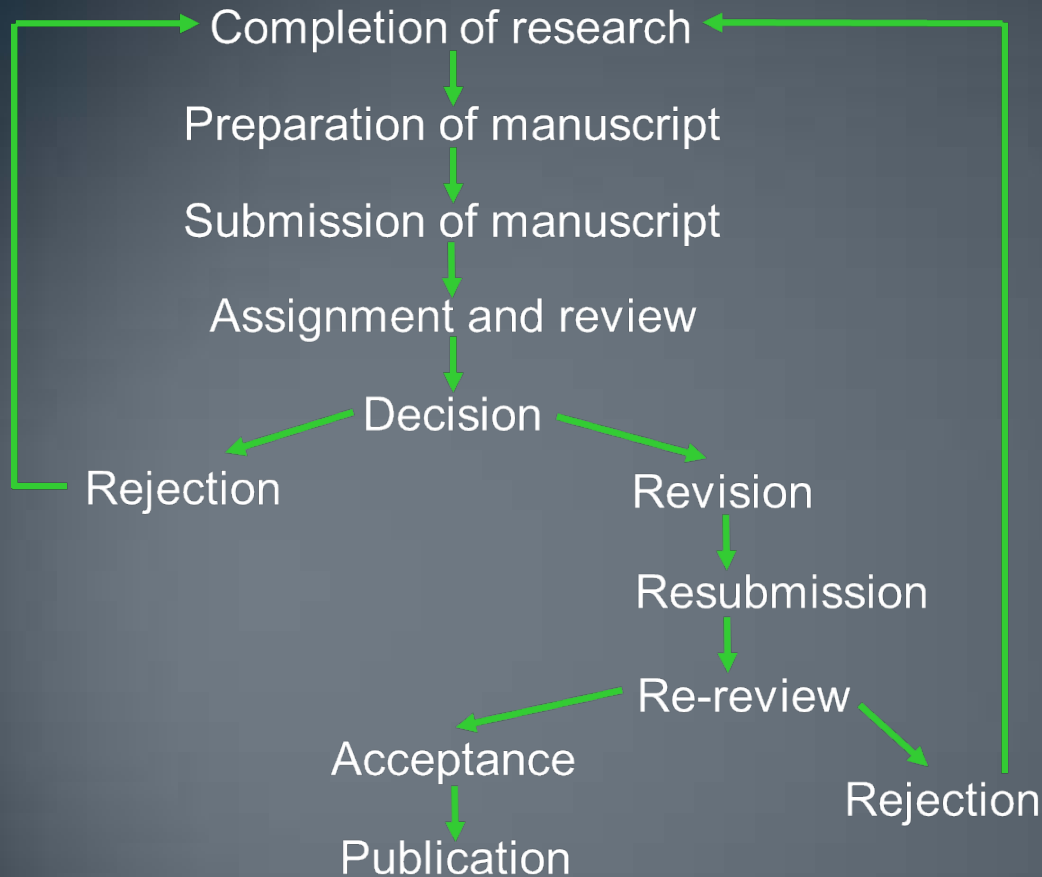 Completion of research
Preparation of manuscript
Submission of manuscript
Assignment and review
Decision
Rejection
Revision
Resubmission
Re-review
Acceptance
Rejection
Publication